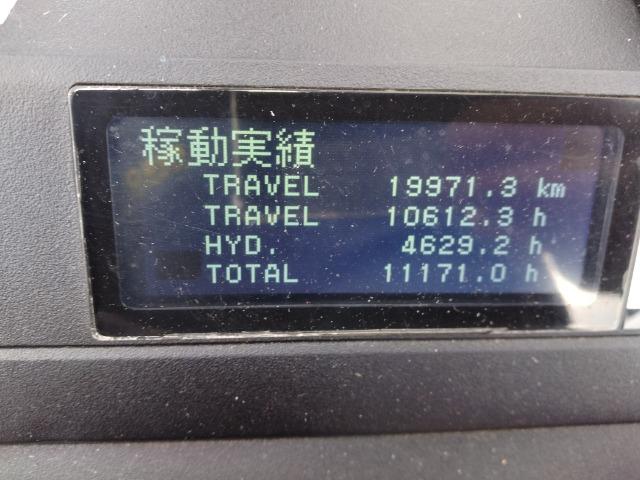 稼動実績
TRAVEL 19971.3 km
TRAVEL 10612.3 h
HYD. 4629.2 h
TOTAL 11171.0 h